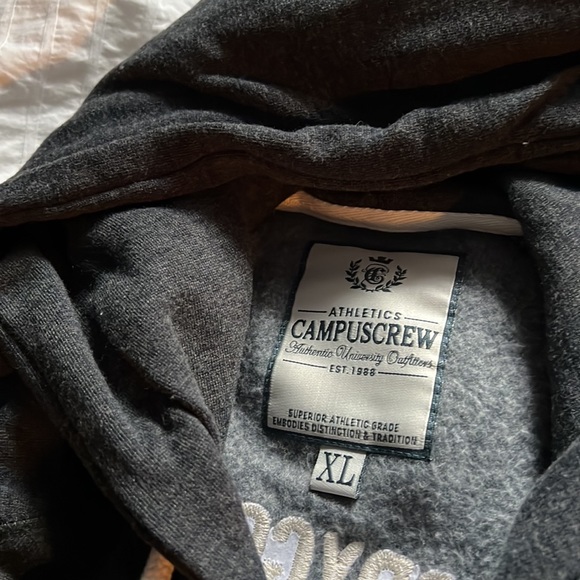 ATHLETICS
CAMPUSCREW
Authentic University Outfitters
EST. 1988
SUPERIOR ATHLETIC GRADE
EMBODIES DISTINCTION & TRADITION
XL